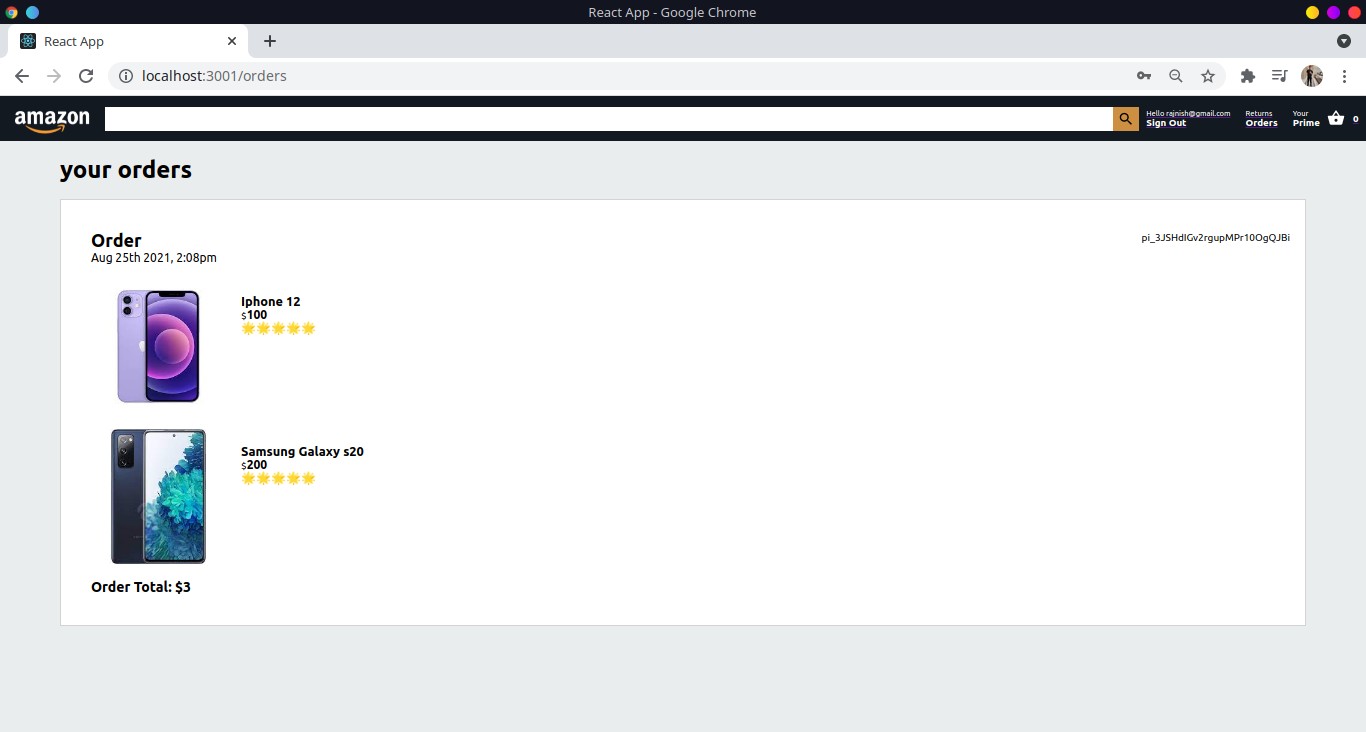 React App - Google Chrome
React App
localhost:3001/orders
amazon
Hello rajnish@gmail.com
Sign Out
Returns
Orders
Your
Prime
0
your orders
Order
pi_3JSHdIGv2rgupMPr10OgQJBi
Aug 25th 2021, 2:08pm
Iphone 12
$100
Samsung Galaxy s20
$200
Order Total: $3